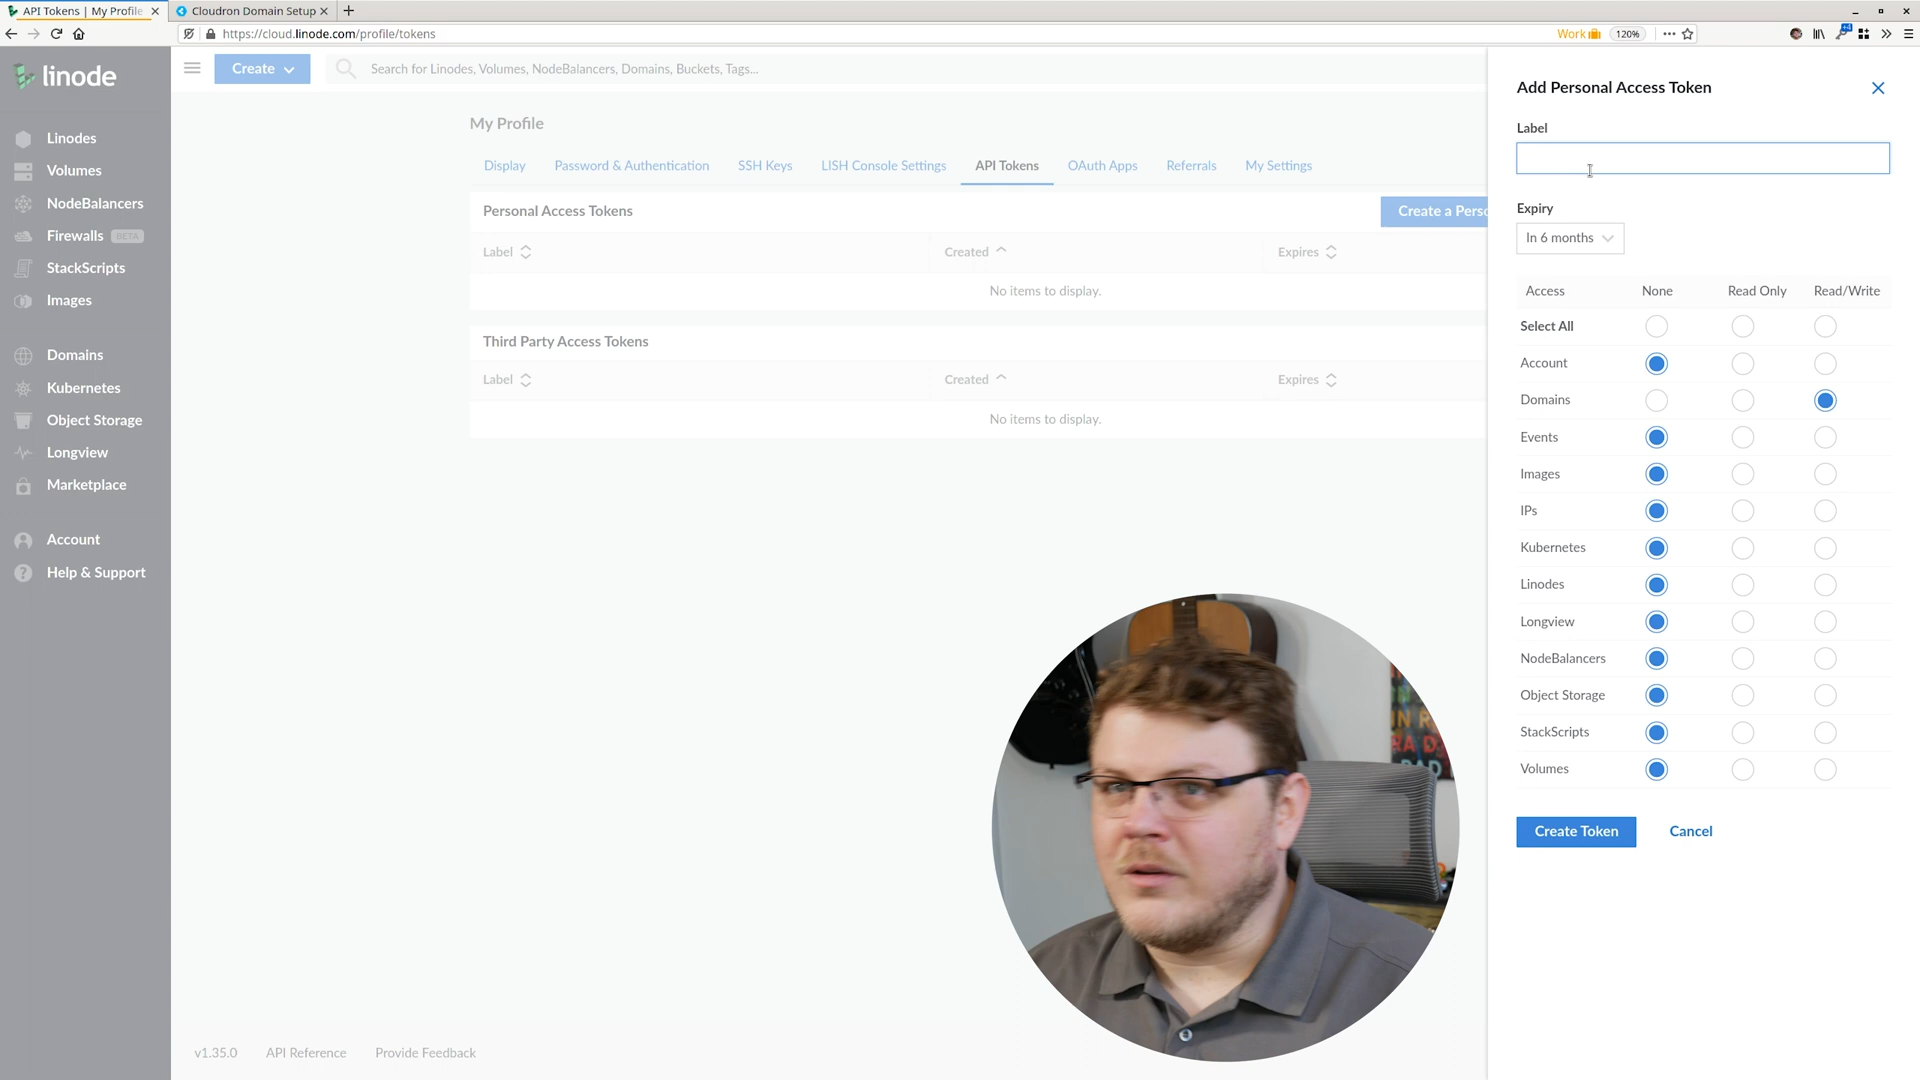 API Tokens | My Profile
Cloudron Domain Setup
https://cloud.linode.com/profile/tokens
Work
120%
linode
Create
Search for Linodes, Volumes, NodeBalancers, Domains, Buckets, Tags...
Linodes
Volumes
NodeBalancers
Firewalls BETA
StackScripts
Images
Domains
Kubernetes
Object Storage
Longview
Marketplace
Account
Help & Support
My Profile
Display
Password & Authentication
SSH Keys
LISH Console Settings
API Tokens
OAuth Apps
Referrals
My Settings
Personal Access Tokens
Create a Perso
Label Created Expires
No items to display.
Third Party Access Tokens
Label Created Expires
No items to display.
v1.35.0 API Reference Provide Feedback
Add Personal Access Token
Label
Expiry
In 6 months
Access None Read Only Read/Write
Select All
Account
Domains
Events
Images
IPs
Kubernetes
Linodes
Longview
NodeBalancers
Object Storage
StackScripts
Volumes
Create Token Cancel